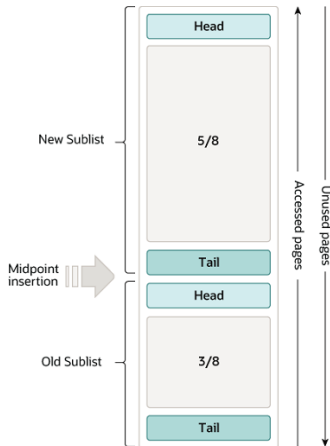 Head
New Sublist
5/8
Tail
Midpoint
insertion
Head
Old Sublist
3/8
Tail
Accessed pages
Unused pages